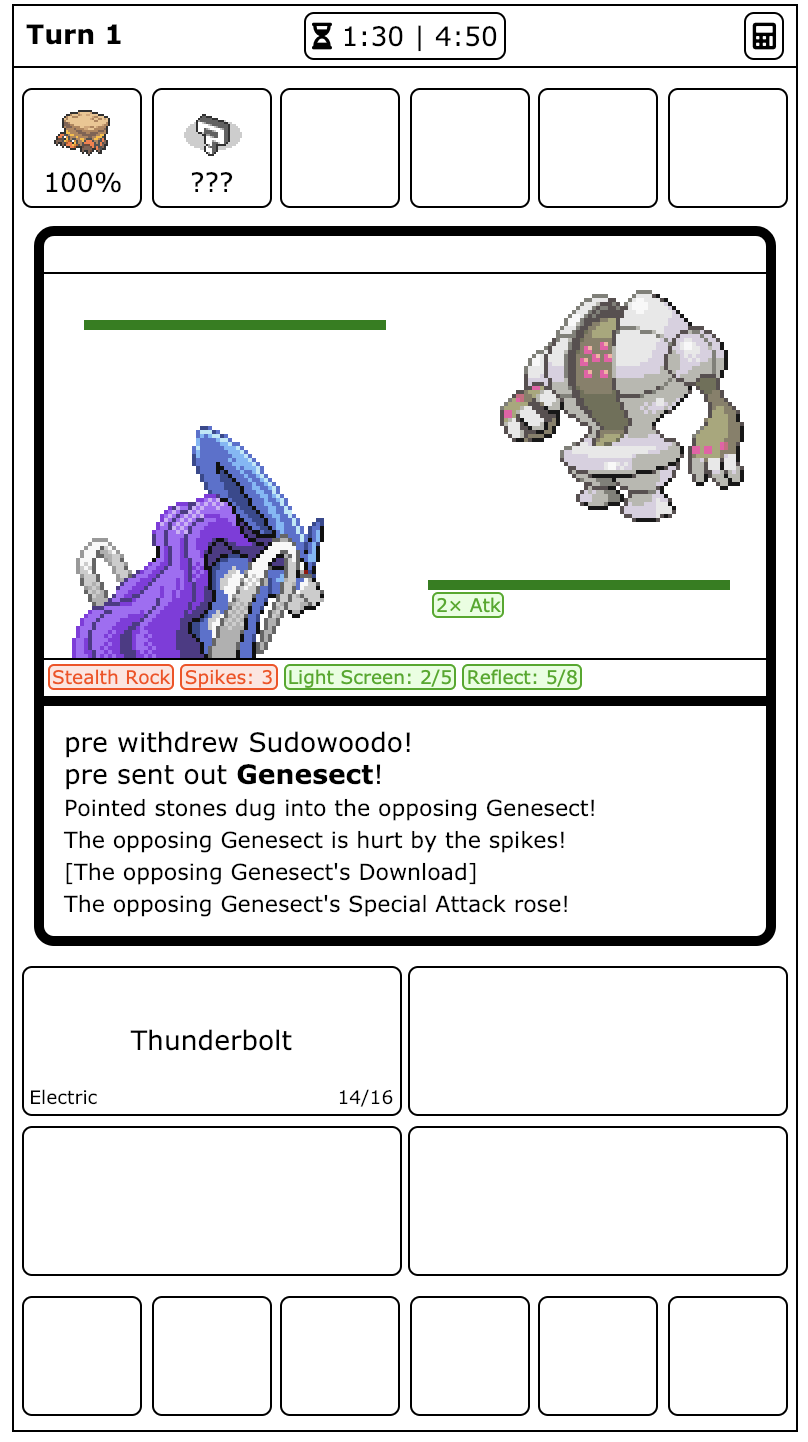 Turn 1
1:30 | 4:50
100%
???
2× Atk
Stealth Rock Spikes: 3 Light Screen: 2/5 Reflect: 5/8
pre withdrew Sudowoodo!
pre sent out Genesect!
Pointed stones dug into the opposing Genesect!
The opposing Genesect is hurt by the spikes!
[The opposing Genesect's Download]
The opposing Genesect's Special Attack rose!
Thunderbolt
Electric 14/16